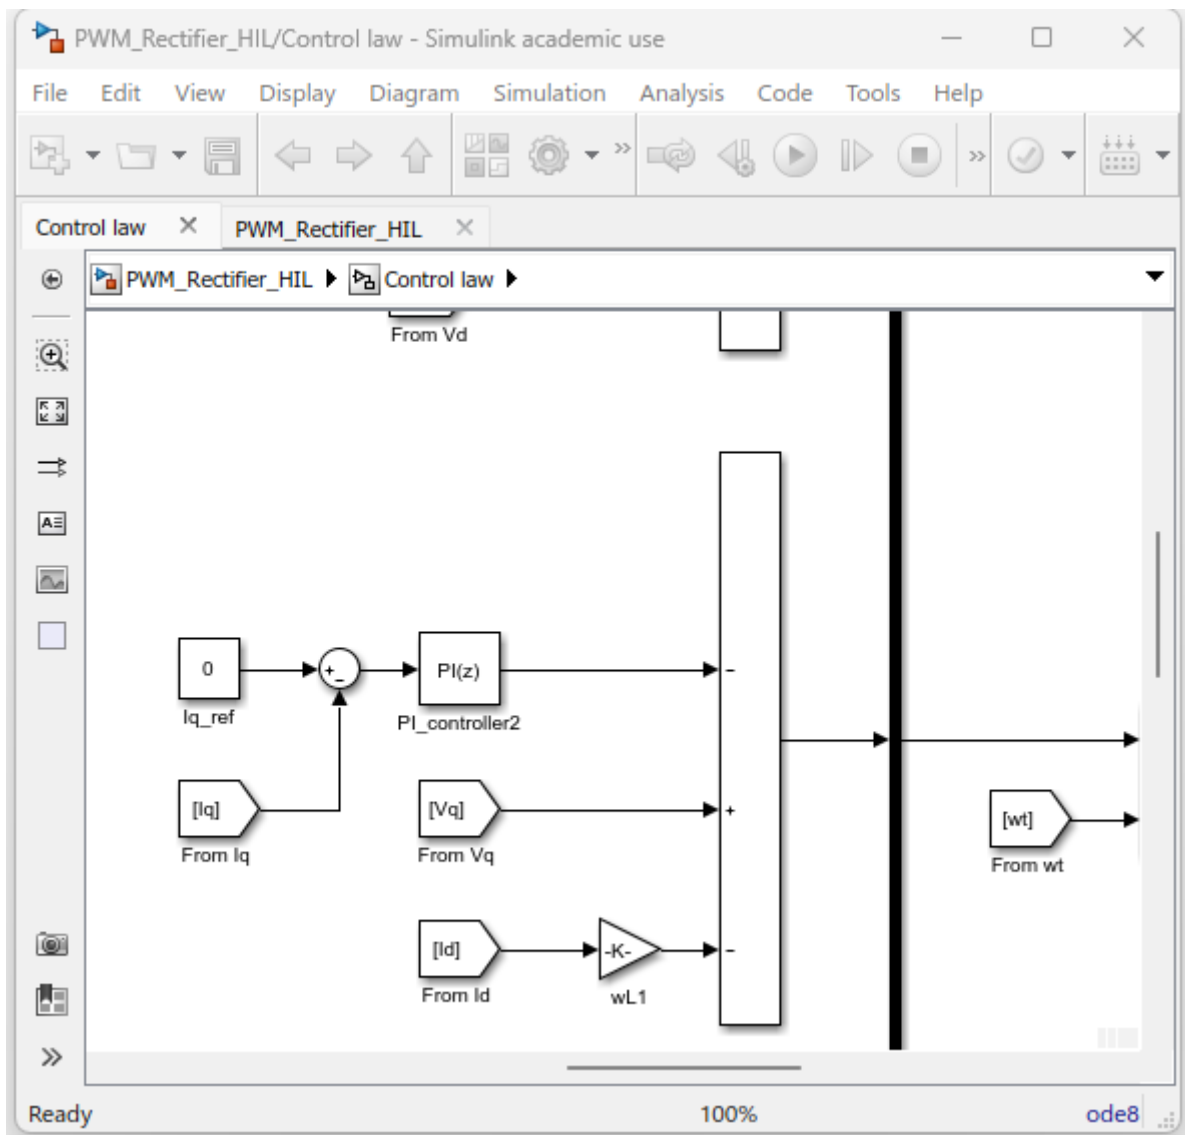 PWM_Rectifier_HIL/Control law - Simulink academic use
File Edit View Display Diagram Simulation Analysis Code Tools Help
Control law PWM_Rectifier_HIL
PWM_Rectifier_HIL Control law
From Vd
0
+
-
PI(z)
-
Iq_ref
PI_controller2
[Iq]
[Vq]
+
[wt]
From Iq
From Vq
From wt
[Id]
-K-
-
From Id
wL1
Ready 100% ode8